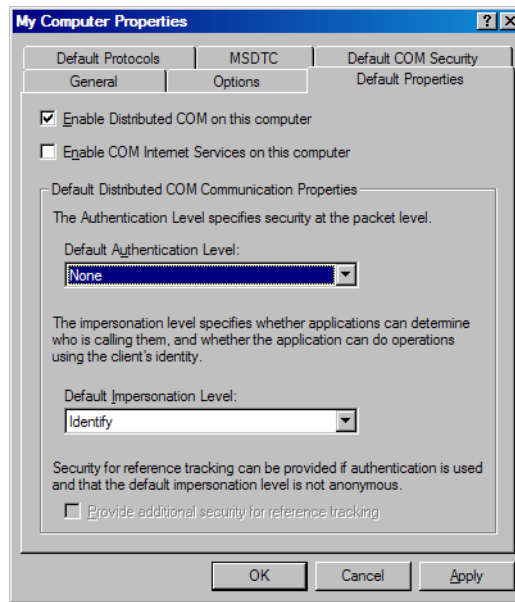 My Computer Properties
Default Protocols MSDTC Default COM Security
General Options Default Properties
Enable Distributed COM on this computer
Enable COM Internet Services on this computer
Default Distributed COM Communication Properties
The Authentication Level specifies security at the packet level.
Default Authentication Level:
None
The impersonation level specifies whether applications can determine
who is calling them, and whether the application can do operations
using the client's identity.
Default Impersonation Level:
Identify
Security for reference tracking can be provided if authentication is used
and that the default impersonation level is not anonymous.
Provide additional security for reference tracking
OK Cancel Apply